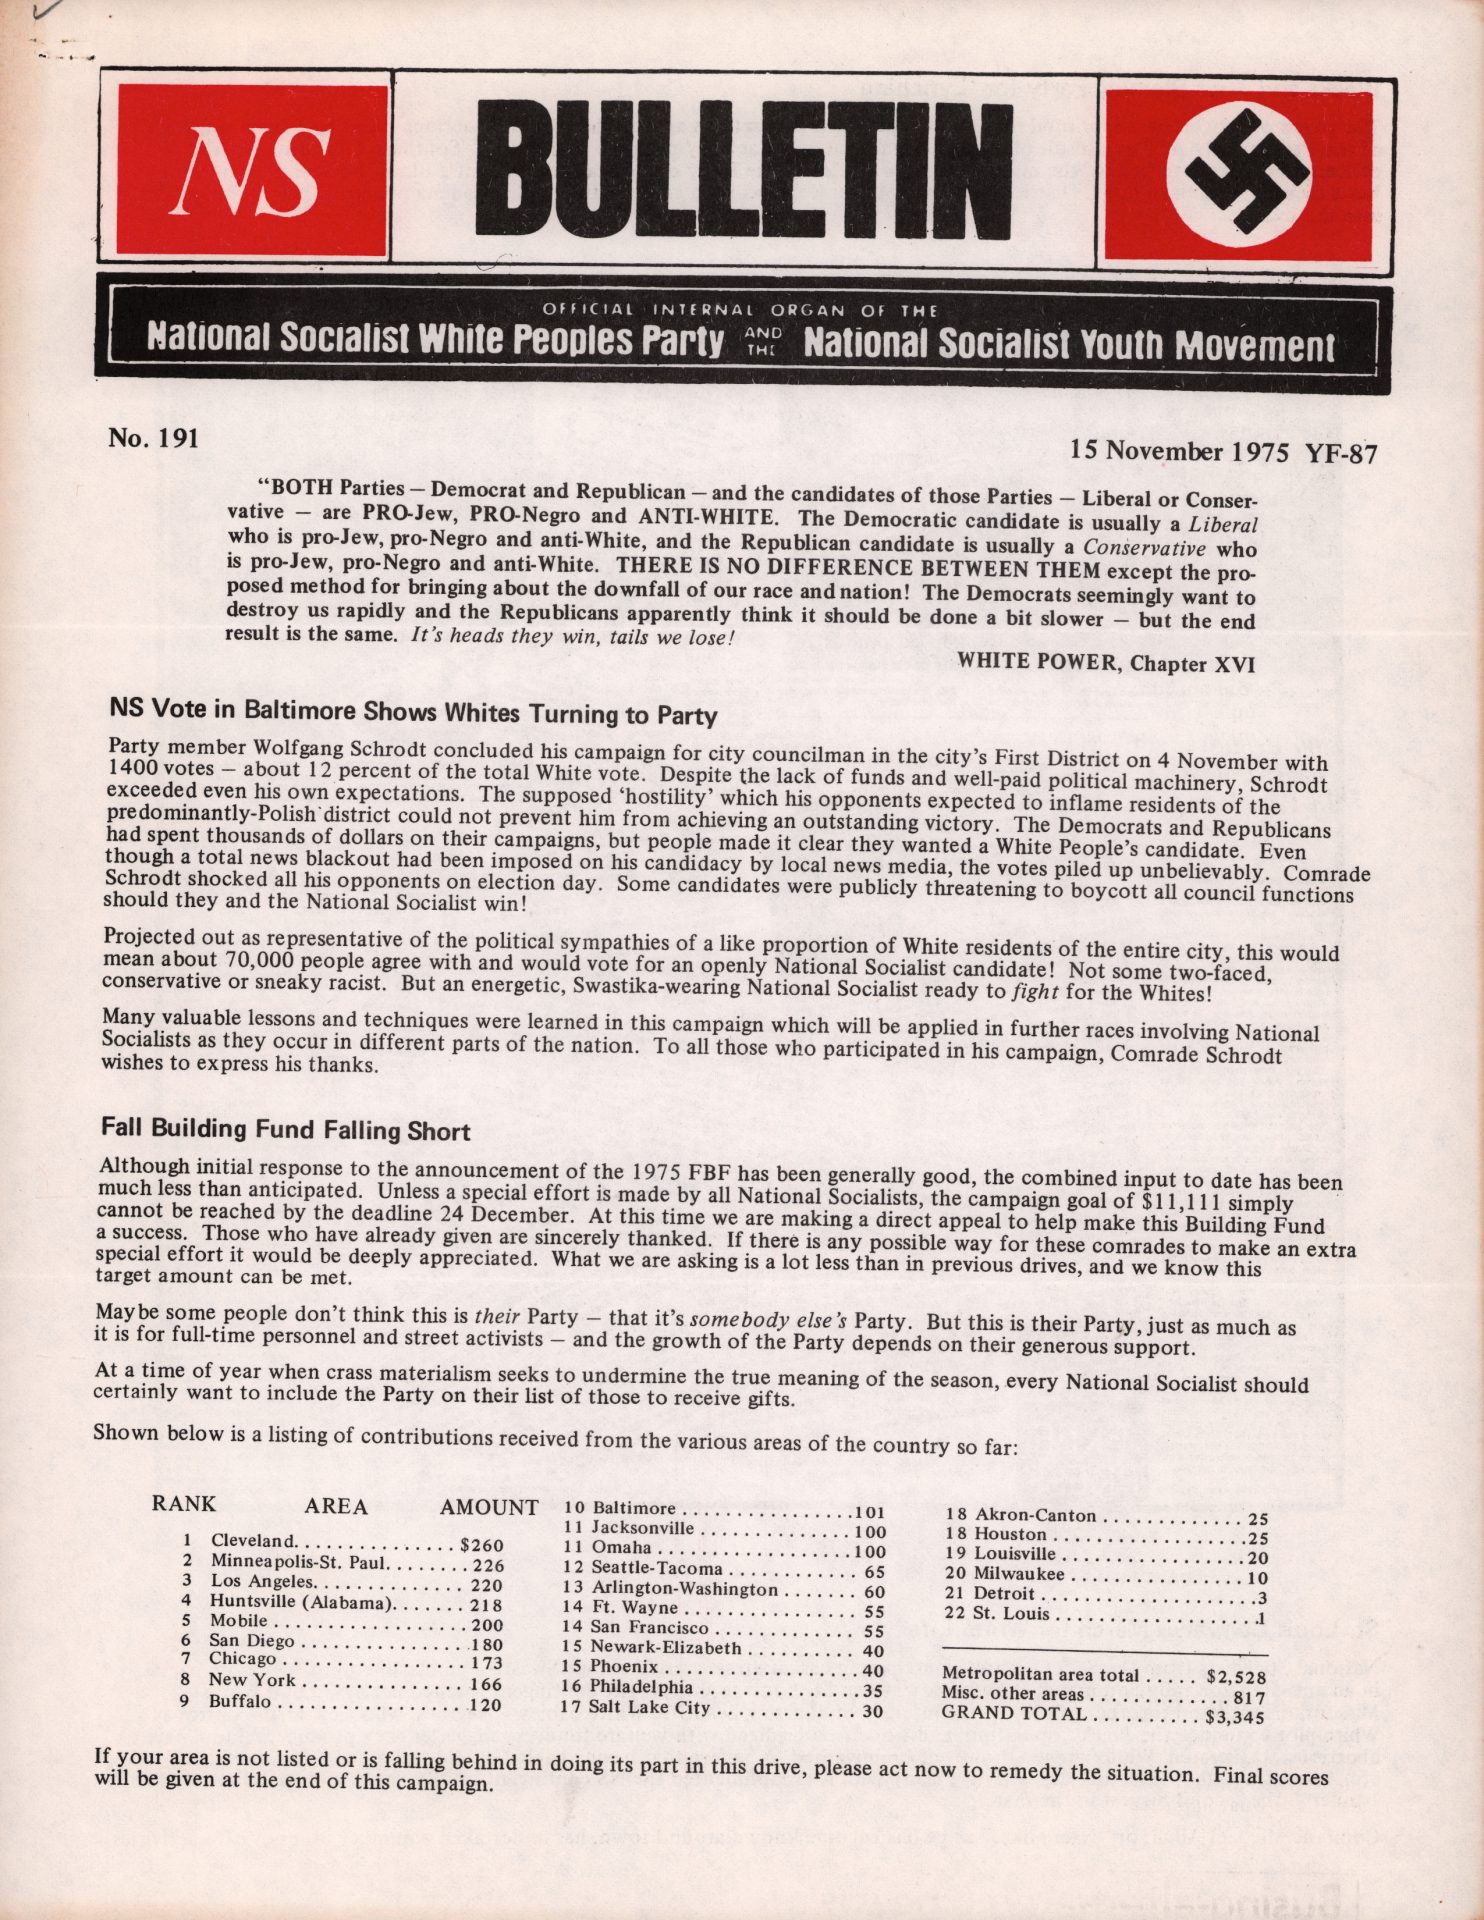 NS
BULLETIN
OFFICIAL INTERNAL ORGAN OF THE
National Socialist White Peoples Party AND THE National Socialist Youth Movement
No. 191
15 November 1975 YF-87
“BOTH Parties — Democrat and Republican — and the candidates of those Parties — Liberal or Conser-
vative — are PRO-Jew, PRO-Negro and ANTI-WHITE. The Democratic candidate is usually a Liberal
who is pro-Jew, pro-Negro and anti-White, and the Republican candidate is usually a Conservative who
is pro-Jew, pro-Negro and anti-White. THERE IS NO DIFFERENCE BETWEEN THEM except the pro-
posed method for bringing about the downfall of our race and nation! The Democrats seemingly want to
destroy us rapidly and the Republicans apparently think it should be done a bit slower — but the end
result is the same. It’s heads they win, tails we lose!
WHITE POWER, Chapter XVI
NS Vote in Baltimore Shows Whites Turning to Party
Party member Wolfgang Schrodt concluded his campaign for city councilman in the city’s First District on 4 November with
1400 votes — about 12 percent of the total White vote. Despite the lack of funds and well-paid political machinery, Schrodt
exceeded even his own expectations. The supposed ‘hostility’ which his opponents expected to inflame residents of the
predominantly-Polish district could not prevent him from achieving an outstanding victory. The Democrats and Republicans
had spent thousands of dollars on their campaigns, but people made it clear they wanted a White People’s candidate. Even
though a total news blackout had been imposed on his candidacy by local news media, the votes piled up unbelievably. Comrade
Schrodt shocked all his opponents on election day. Some candidates were publicly threatening to boycott all council functions
should they and the National Socialist win!
Projected out as representative of the political sympathies of a like proportion of White residents of the entire city, this would
mean about 70,000 people agree with and would vote for an openly National Socialist candidate! Not some two-faced,
conservative or sneaky racist. But an energetic, Swastika-wearing National Socialist ready to fight for the Whites!
Many valuable lessons and techniques were learned in this campaign which will be applied in further races involving National
Socialists as they occur in different parts of the nation. To all those who participated in his campaign, Comrade Schrodt
wishes to express his thanks.
Fall Building Fund Falling Short
Although initial response to the announcement of the 1975 FBF has been generally good, the combined input to date has been
much less than anticipated. Unless a special effort is made by all National Socialists, the campaign goal of $11,111 simply
cannot be reached by the deadline 24 December. At this time we are making a direct appeal to help make this Building Fund
a success. Those who have already given are sincerely thanked. If there is any possible way for these comrades to make an extra
special effort it would be deeply appreciated. What we are asking is a lot less than in previous drives, and we know this
target amount can be met.
Maybe some people don’t think this is their Party — that it’s somebody else’s Party. But this is their Party, just as much as
it is for full-time personnel and street activists — and the growth of the Party depends on their generous support.
At a time of year when crass materialism seeks to undermine the true meaning of the season, every National Socialist should
certainly want to include the Party on their list of those to receive gifts.
Shown below is a listing of contributions received from the various areas of the country so far:
RANK AREA AMOUNT
1 Cleveland. . . . . . . . . . . . . . . $260
2 Minneapolis-St. Paul. . . . . . . . 226
3 Los Angeles. . . . . . . . . . . . . . 220
4 Huntsville (Alabama). . . . . . . 218
5 Mobile . . . . . . . . . . . . . . . . . . 200
6 San Diego . . . . . . . . . . . . . . . 180
7 Chicago . . . . . . . . . . . . . . . . . 173
8 New York . . . . . . . . . . . . . . . 166
9 Buffalo . . . . . . . . . . . . . . . . . 120
10 Baltimore . . . . . . . . . . . . . . . .101
11 Jacksonville . . . . . . . . . . . . . . 100
11 Omaha . . . . . . . . . . . . . . . . . .100
12 Seattle-Tacoma . . . . . . . . . . . . 65
13 Arlington-Washington . . . . . . . 60
14 Ft. Wayne . . . . . . . . . . . . . . . . 55
14 San Francisco . . . . . . . . . . . . . 55
15 Newark-Elizabeth . . . . . . . . . . 40
15 Phoenix . . . . . . . . . . . . . . . . . . 40
16 Philadelphia . . . . . . . . . . . . . . .35
17 Salt Lake City . . . . . . . . . . . . . 30
18 Akron-Canton . . . . . . . . . . . . . 25
18 Houston . . . . . . . . . . . . . . . . . .25
19 Louisville . . . . . . . . . . . . . . . . .20
20 Milwaukee . . . . . . . . . . . . . . . . 10
21 Detroit . . . . . . . . . . . . . . . . . . . .3
22 St. Louis . . . . . . . . . . . . . . . . . . .1
Metropolitan area total . . . . . $2,528
Misc. other areas . . . . . . . . . . . . . 817
GRAND TOTAL . . . . . . . . . . $3,345
If your area is not listed or is falling behind in doing its part in this drive, please act now to remedy the situation. Final scores
will be given at the end of this campaign.